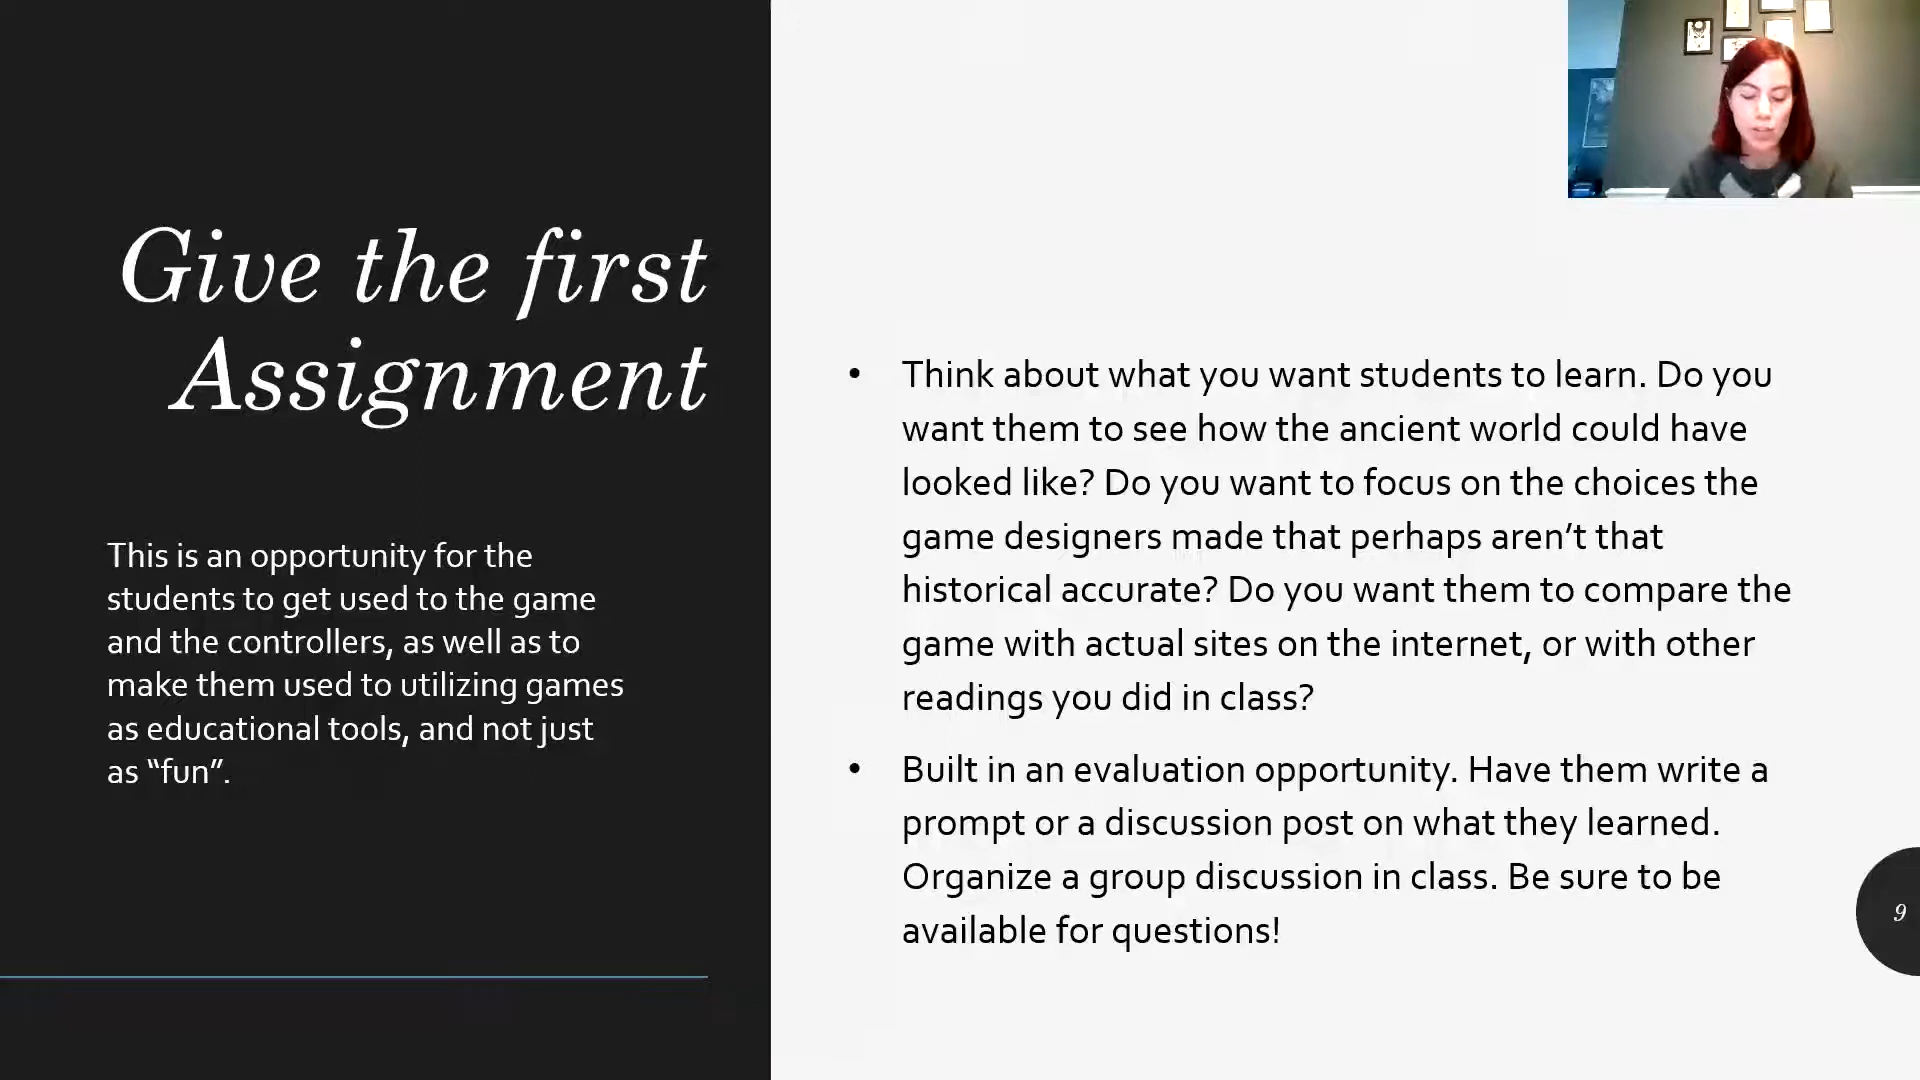 Give the first
Assignment
This is an opportunity for the
students to get used to the game
and the controllers, as well as to
make them used to utilizing games
as educational tools, and not just
as “fun”.
• Think about what you want students to learn. Do you
want them to see how the ancient world could have
looked like? Do you want to focus on the choices the
game designers made that perhaps aren’t that
historical accurate? Do you want them to compare the
game with actual sites on the internet, or with other
readings you did in class?
• Built in an evaluation opportunity. Have them write a
prompt or a discussion post on what they learned.
Organize a group discussion in class. Be sure to be
available for questions!
9